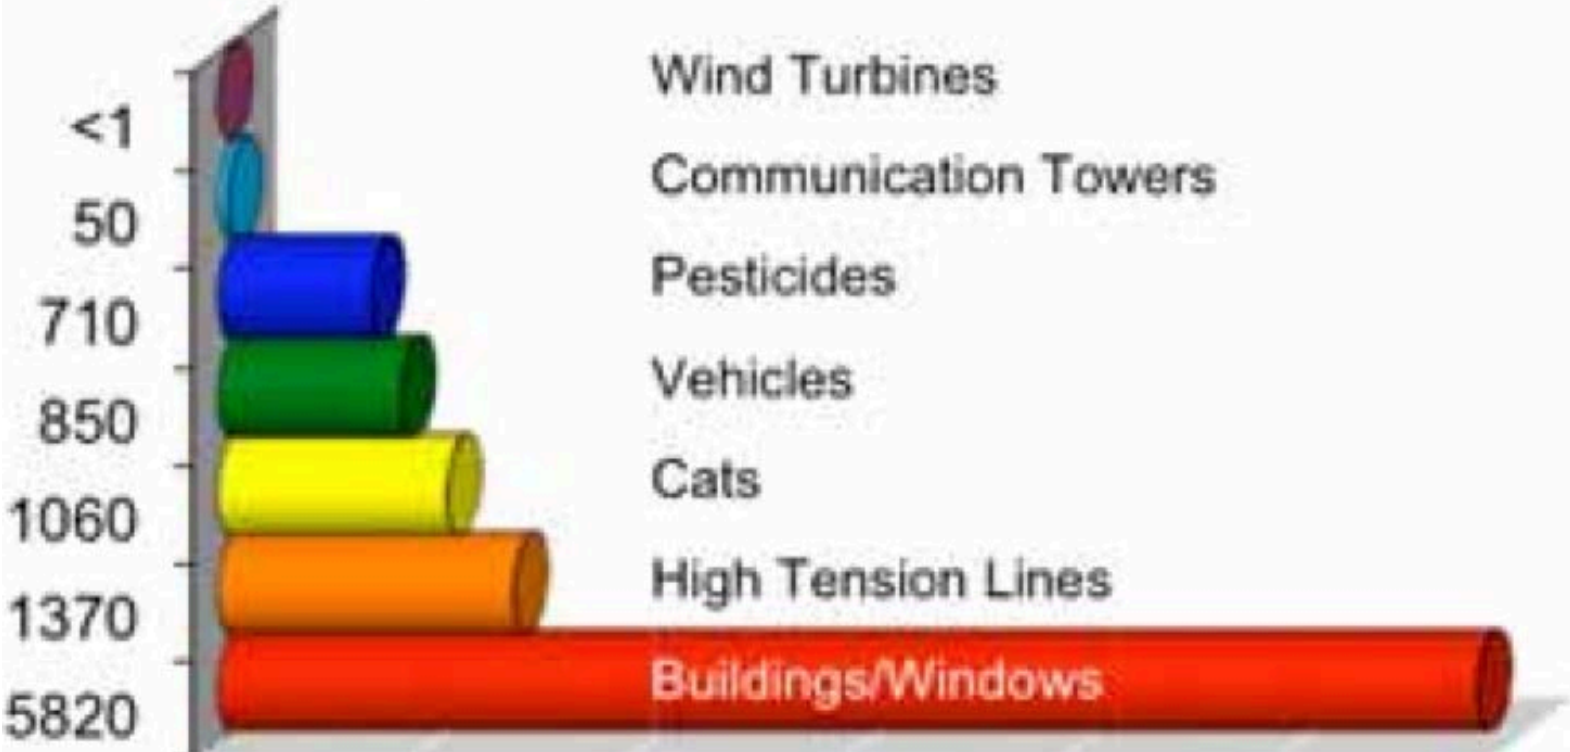 Wind Turbines
<1
Communication Towers
50
Pesticides
710
Vehicles
850
Cats
1060
High Tension Lines
1370
Buildings/Windows
5820